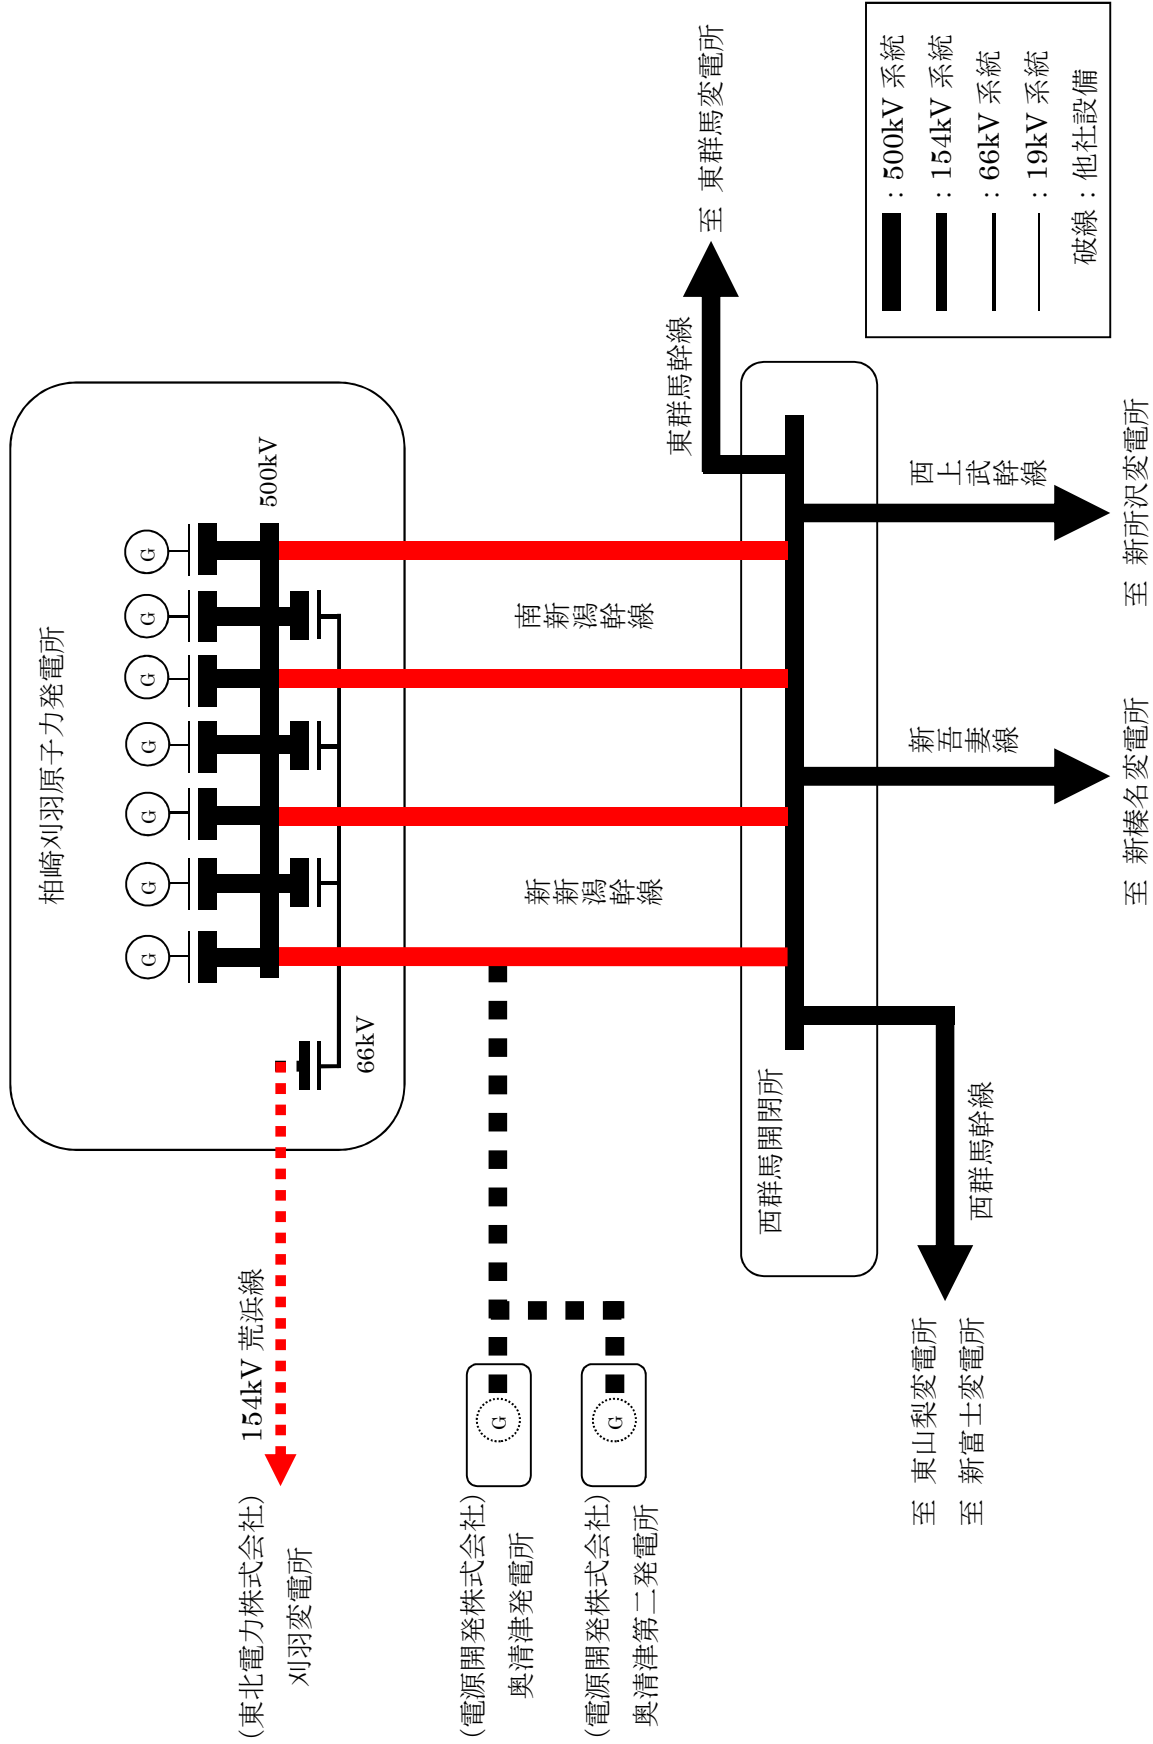 柏崎刈羽原子力発電所
G
G
G
G
G
G
G
500kV
66kV
154kV 荒浜線
(東北電力株式会社)
刈羽変電所
新新潟幹線
南新潟幹線
(電源開発株式会社)
奥清津発電所
G
(電源開発株式会社)
奥清津第二発電所
G
西群馬開閉所
東群馬幹線
至 東群馬変電所
西群馬幹線
至 東山梨変電所
至 新富士変電所
新吾妻線
至 新榛名変電所
西上武幹線
至 新所沢変電所
:500kV 系統
:154kV 系統
:66kV 系統
:19kV 系統
破線:他社設備